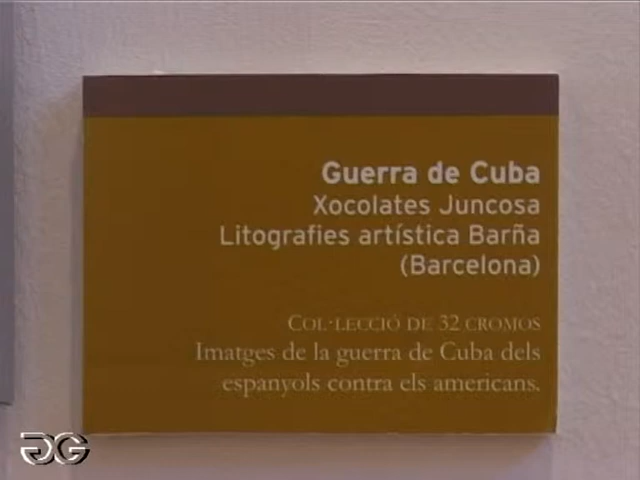 Guerra de Cuba
Xocolates Juncosa
Litografies artística Barña
(Barcelona)
COL·LECCIÓ DE 32 CROMOS
Imatges de la guerra de Cuba dels
espanyols contra els americans.
GG